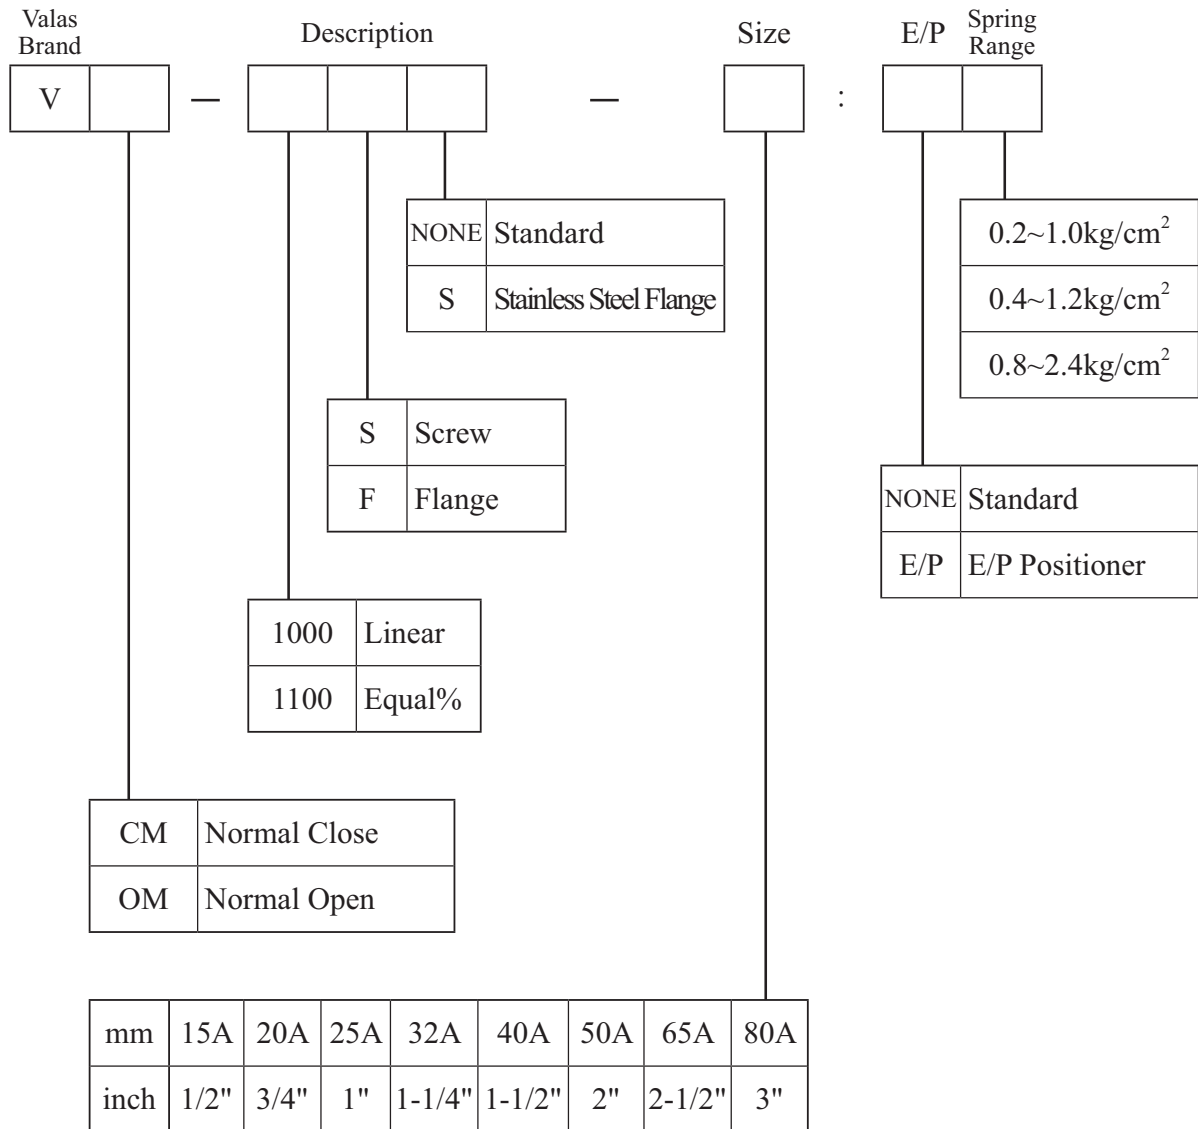 Valas
Brand
Description
Size
E/P
Spring
Range
V
—
—
:
NONE Standard
S Stainless Steel Flange
0.2~1.0kg/cm²
0.4~1.2kg/cm²
0.8~2.4kg/cm²
S Screw
F Flange
NONE Standard
E/P E/P Positioner
1000 Linear
1100 Equal%
CM Normal Close
OM Normal Open
mm 15A 20A 25A 32A 40A 50A 65A 80A
inch 1/2" 3/4" 1" 1-1/4" 1-1/2" 2" 2-1/2" 3"